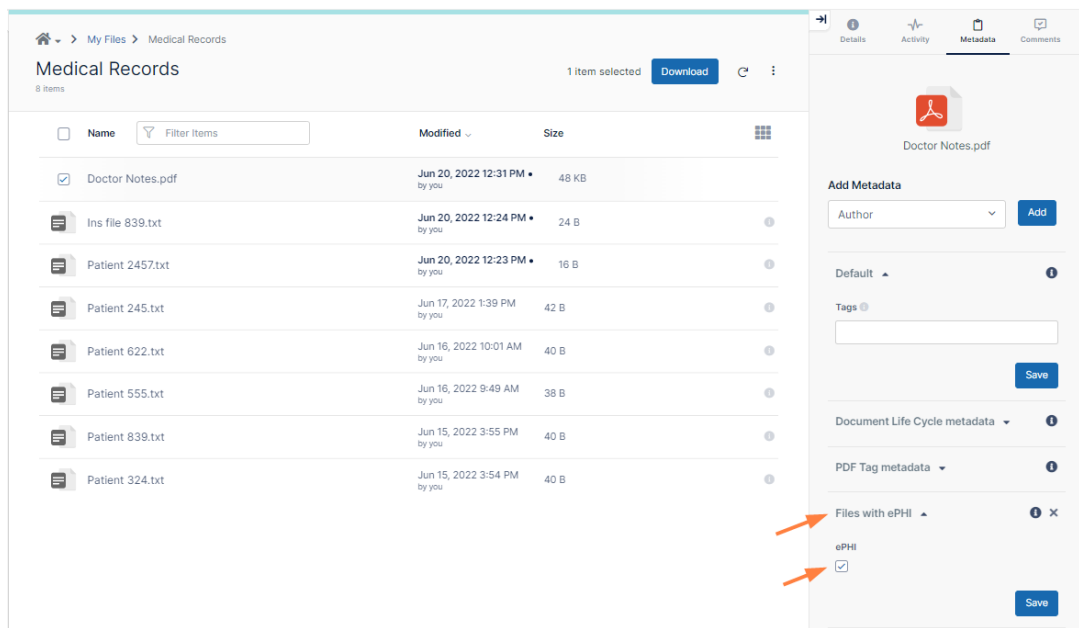 My Files
Medical Records
Medical Records
8 items
1 item selected
Download
Name
Filter Items
Modified
Size
Doctor Notes.pdf
Jun 20, 2022 12:31 PM •
by you
48 KB
Ins file 839.txt
Jun 20, 2022 12:24 PM •
by you
24 B
Patient 2457.txt
Jun 20, 2022 12:23 PM •
by you
16 B
Patient 245.txt
Jun 17, 2022 1:39 PM
by you
42 B
Patient 622.txt
Jun 16, 2022 10:01 AM
by you
40 B
Patient 555.txt
Jun 16, 2022 9:49 AM
by you
38 B
Patient 839.txt
Jun 15, 2022 3:55 PM
by you
40 B
Patient 324.txt
Jun 15, 2022 3:54 PM
by you
40 B
Details
Activity
Metadata
Comments
Doctor Notes.pdf
Add Metadata
Author
Add
Default
Tags
Save
Document Life Cycle metadata
PDF Tag metadata
Files with ePHI
ePHI
Save